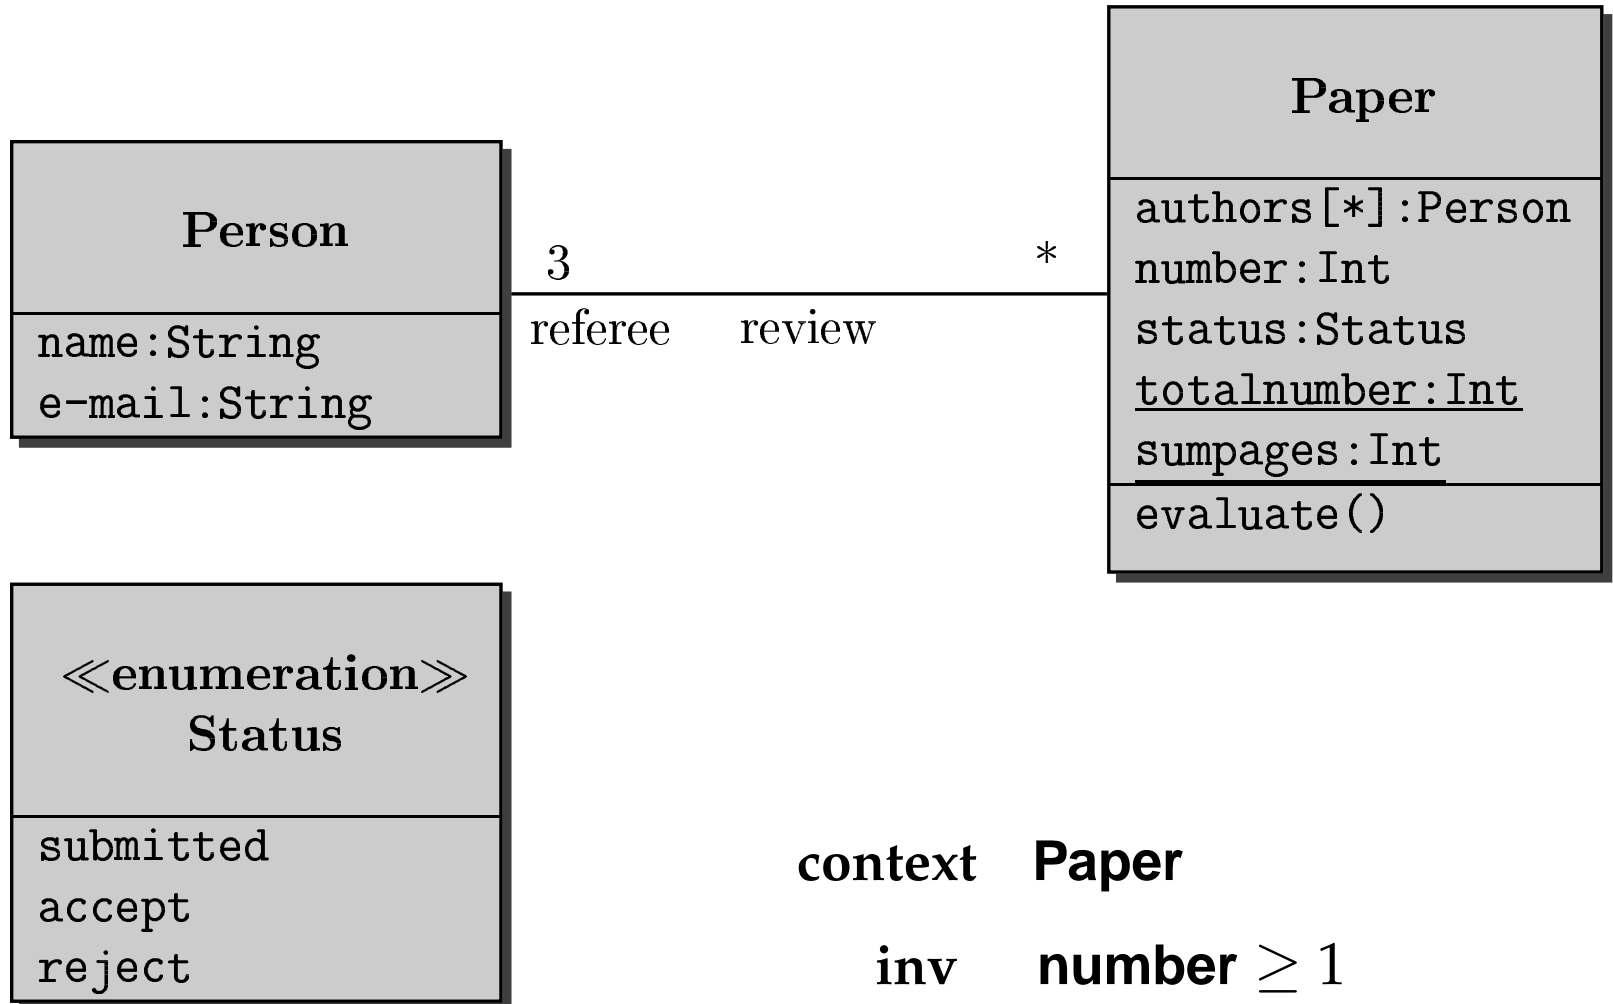 Person
name:String
e-mail:String
3
*
referee
review
Paper
authors[*]:Person
number:Int
status:Status
totalnumber:Int
sumpages:Int
evaluate()
≪enumeration≫
Status
submitted
accept
reject
context Paper
inv number ≥ 1